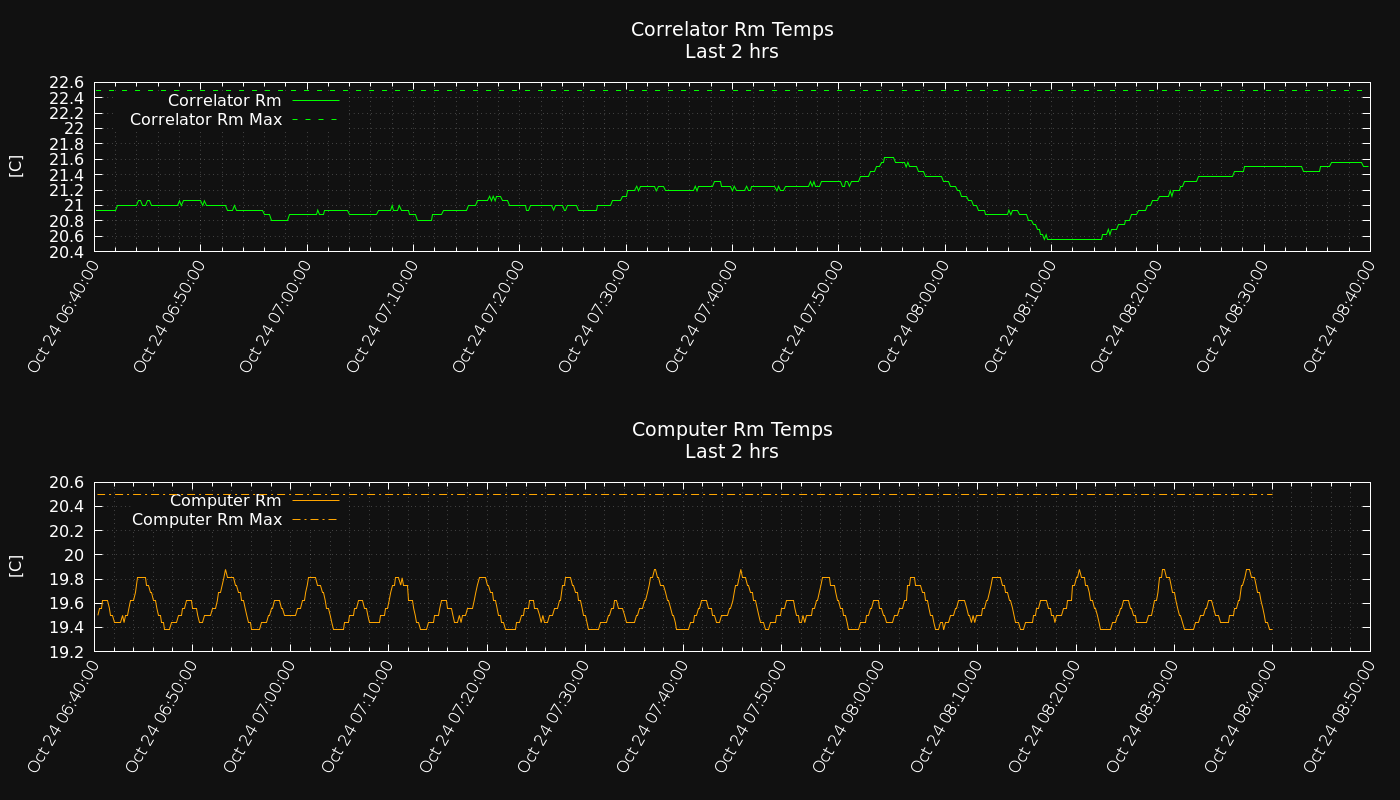 Correlator Rm Temps
Last 2 hrs
22.6
22.4
22.2
22
21.8
21.6
21.4
21.2
21
20.8
20.6
20.4
[C]
Correlator Rm
Correlator Rm Max
Oct 24 06:40:00
Oct 24 06:50:00
Oct 24 07:00:00
Oct 24 07:10:00
Oct 24 07:20:00
Oct 24 07:30:00
Oct 24 07:40:00
Oct 24 07:50:00
Oct 24 08:00:00
Oct 24 08:10:00
Oct 24 08:20:00
Oct 24 08:30:00
Oct 24 08:40:00
Computer Rm Temps
Last 2 hrs
20.6
20.4
20.2
20
19.8
19.6
19.4
19.2
[C]
Computer Rm
Computer Rm Max
Oct 24 06:40:00
Oct 24 06:50:00
Oct 24 07:00:00
Oct 24 07:10:00
Oct 24 07:20:00
Oct 24 07:30:00
Oct 24 07:40:00
Oct 24 07:50:00
Oct 24 08:00:00
Oct 24 08:10:00
Oct 24 08:20:00
Oct 24 08:30:00
Oct 24 08:40:00
Oct 24 08:50:00